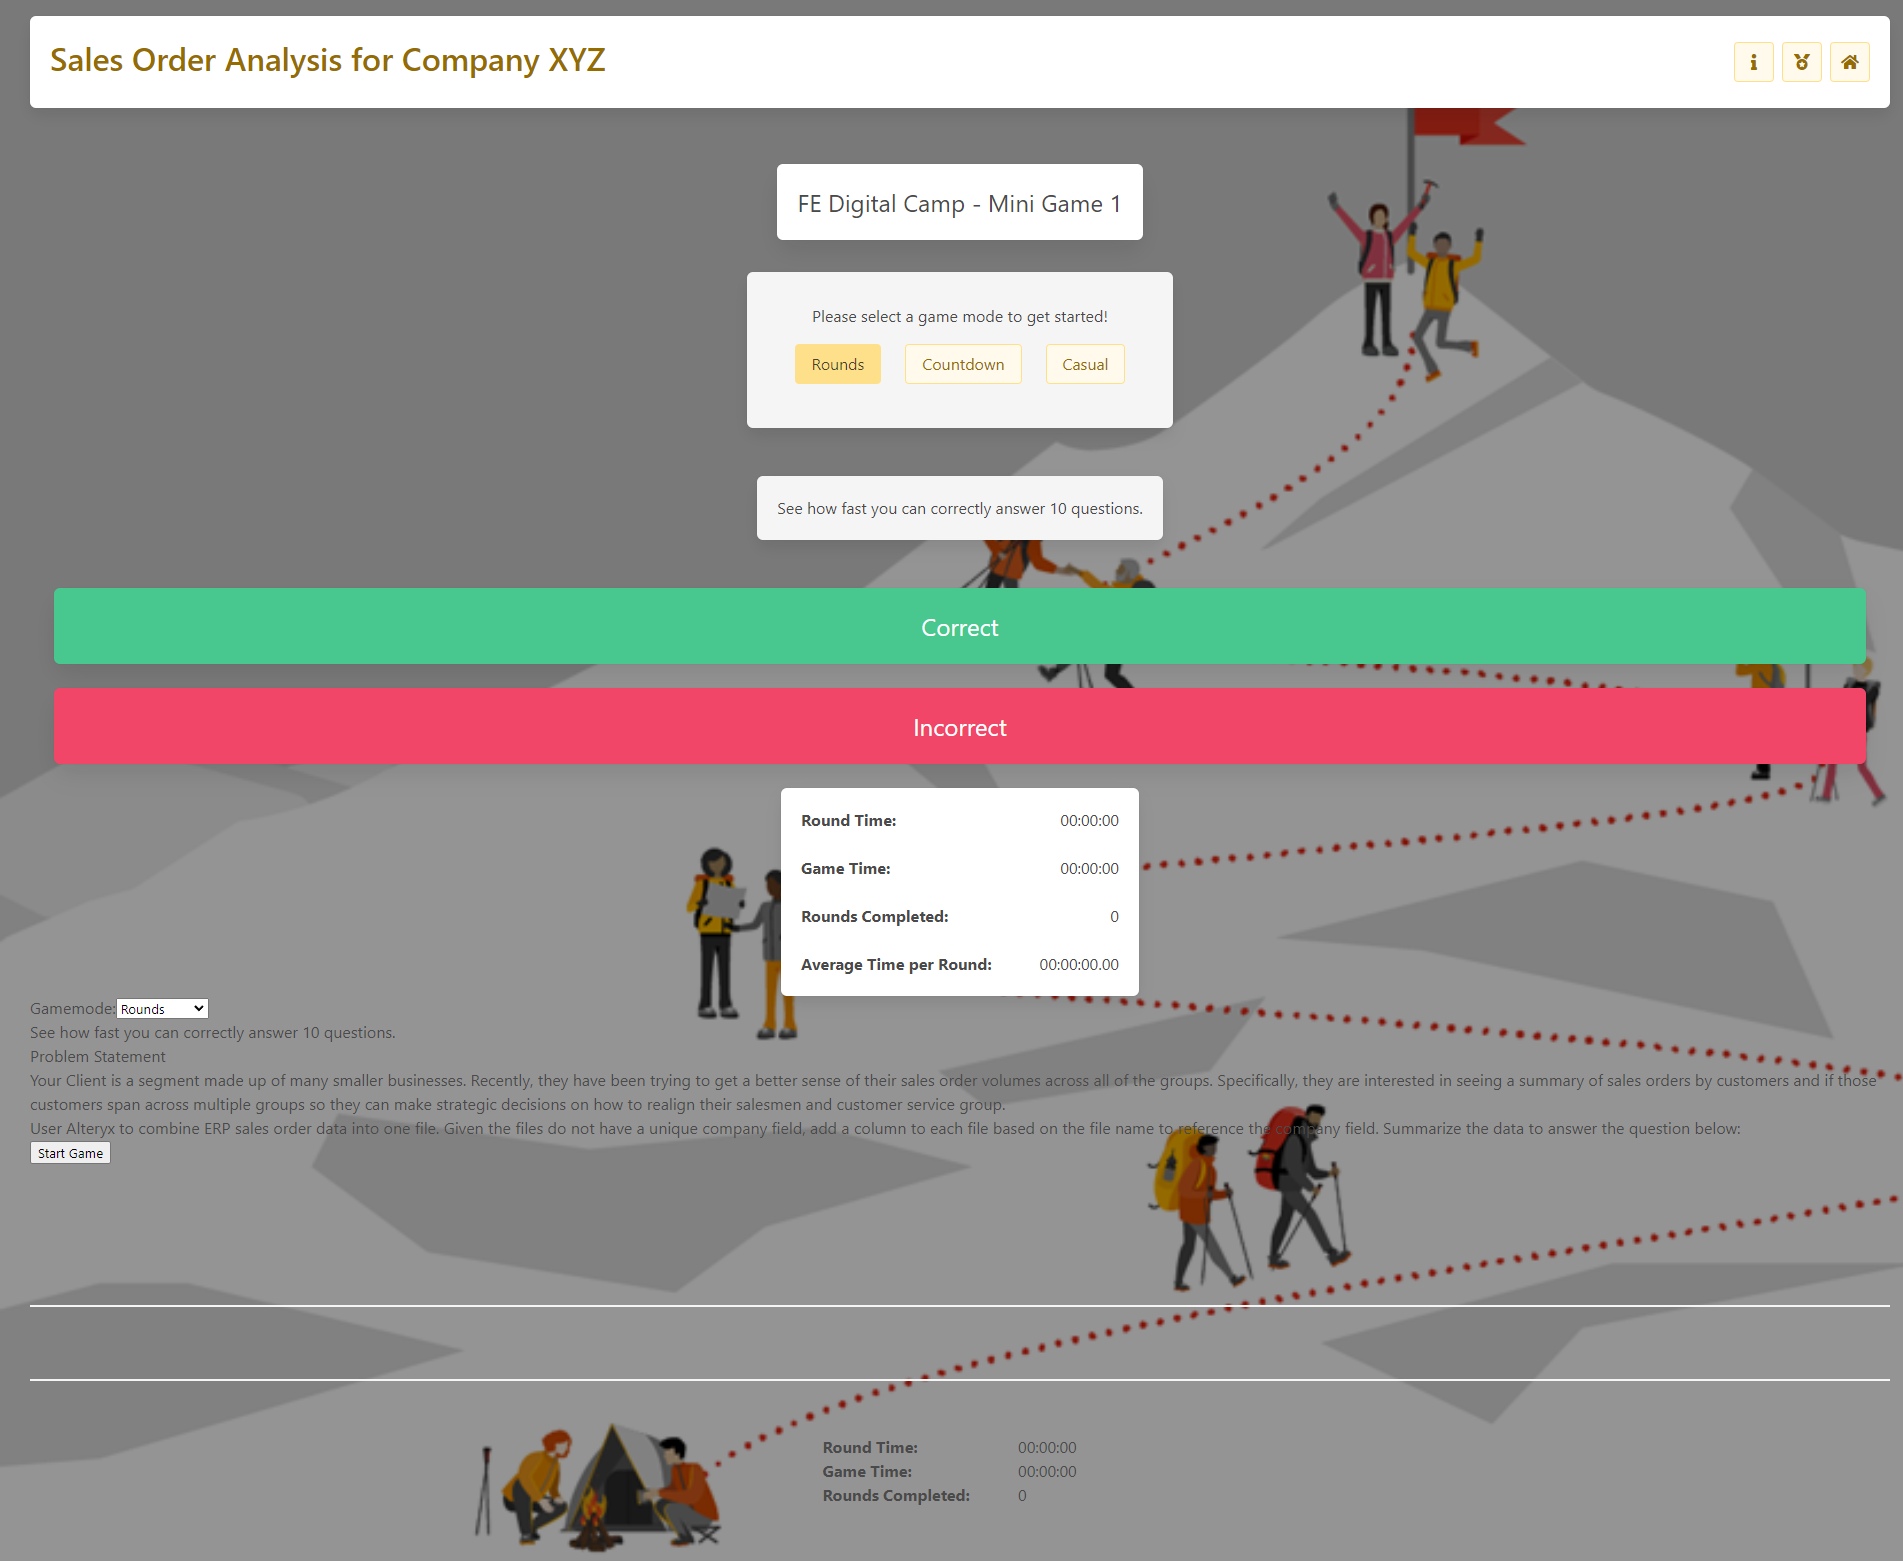 Sales Order Analysis for Company XYZ
FE Digital Camp - Mini Game 1
Please select a game mode to get started!
Rounds
Countdown
Casual
See how fast you can correctly answer 10 questions.
Correct
Incorrect
Round Time: 00:00:00
Game Time: 00:00:00
Rounds Completed: 0
Average Time per Round: 00:00:00.00
Gamemode: Rounds
See how fast you can correctly answer 10 questions.
Problem Statement
Your Client is a segment made up of many smaller businesses. Recently, they have been trying to get a better sense of their sales order volumes across all of the groups. Specifically, they are interested in seeing a summary of sales orders by customers and if those
customers span across multiple groups so they can make strategic decisions on how to realign their salesmen and customer service group.
User Alteryx to combine ERP sales order data into one file. Given the files do not have a unique company field, add a column to each file based on the file name to reference the company field. Summarize the data to answer the question below:
Start Game
Round Time: 00:00:00
Game Time: 00:00:00
Rounds Completed: 0